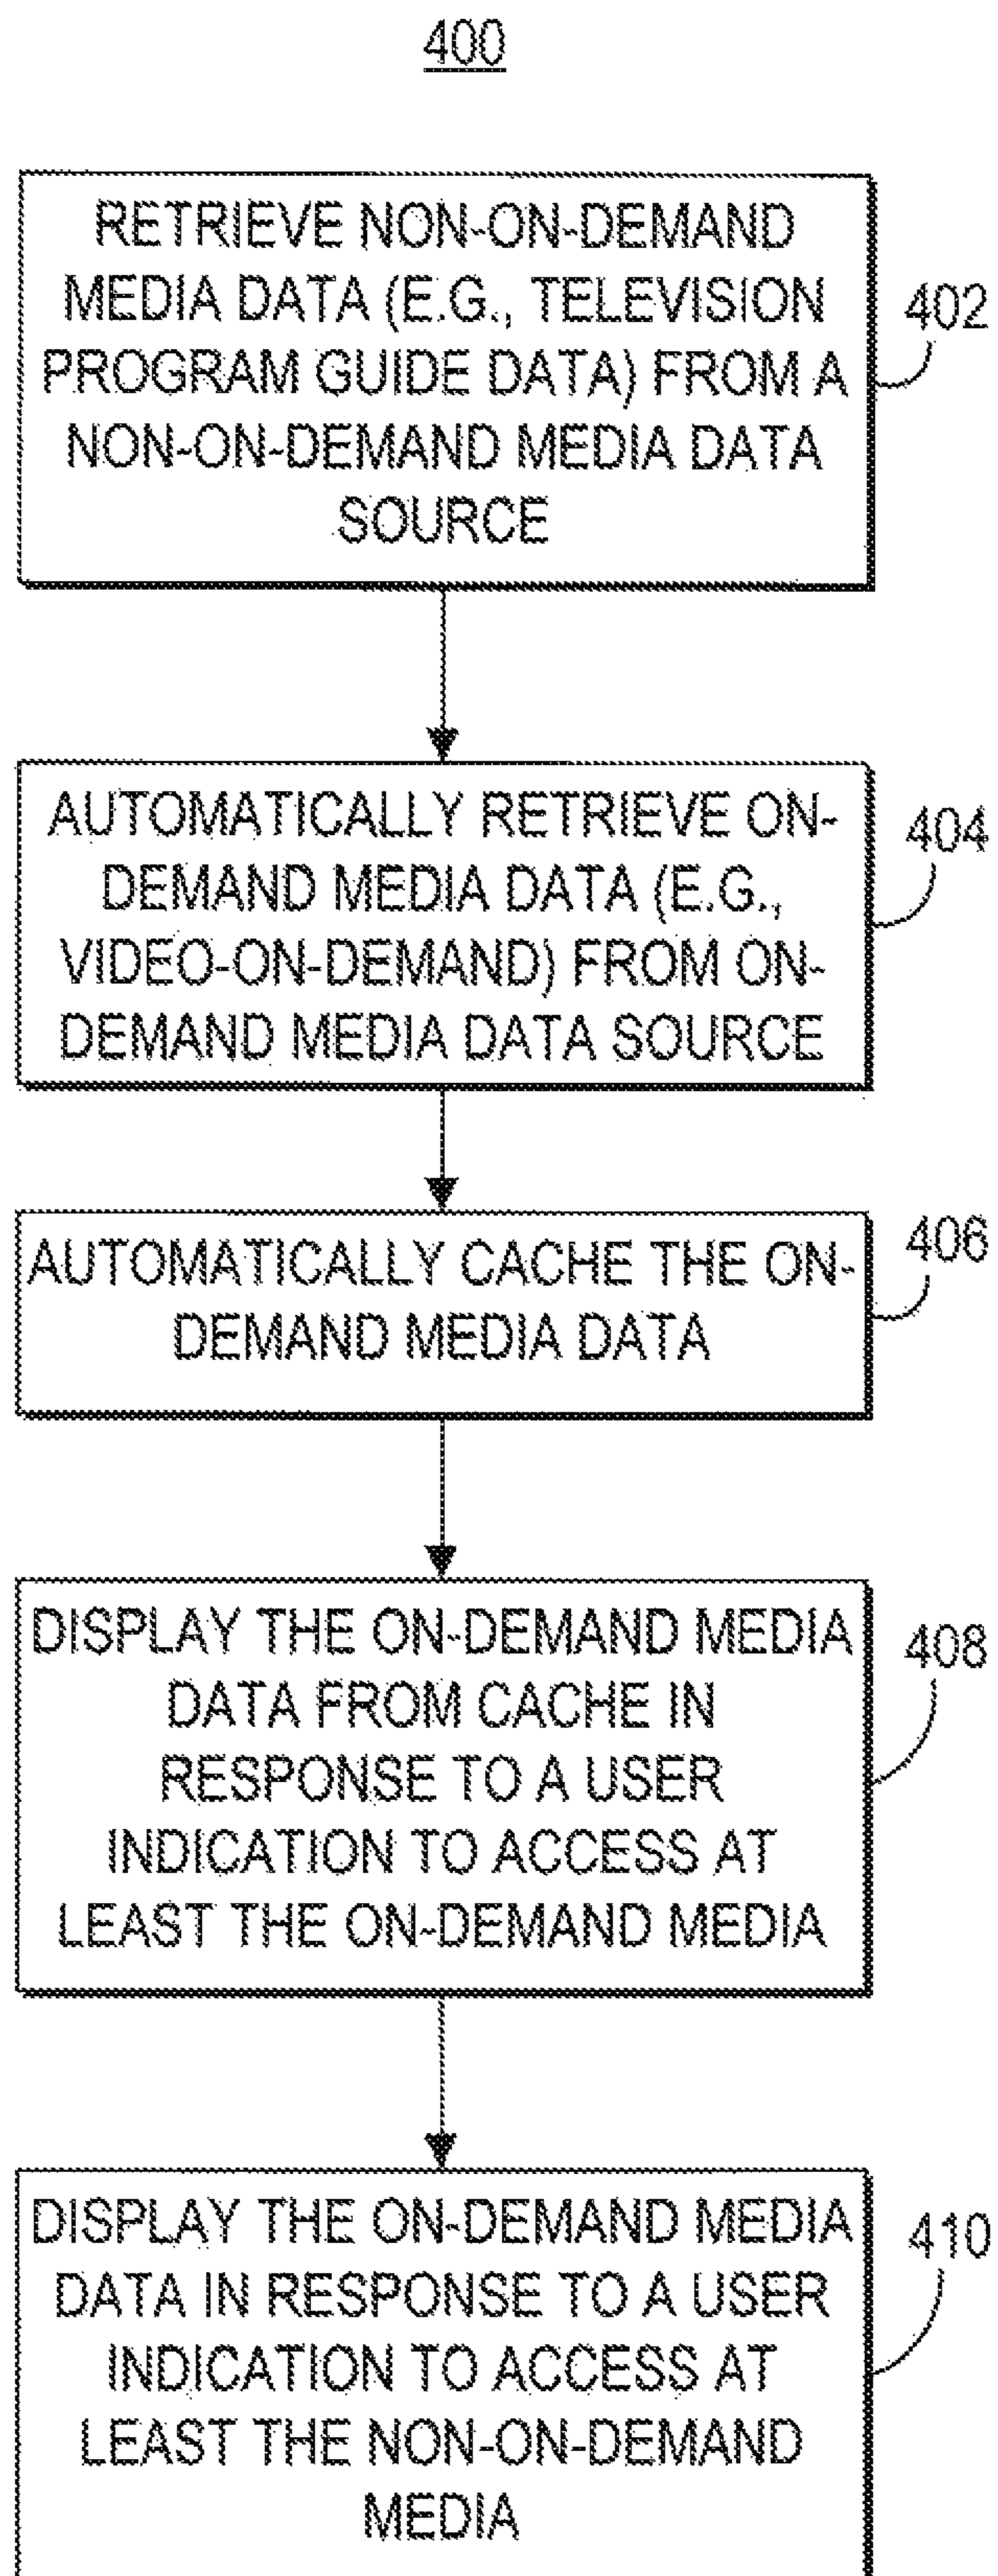 400
RETRIEVE NON-ON-DEMAND
MEDIA DATA (E.G., TELEVISION
PROGRAM GUIDE DATA) FROM A
NON-ON-DEMAND MEDIA DATA
SOURCE
402
AUTOMATICALLY RETRIEVE ON-
DEMAND MEDIA DATA (E.G.,
VIDEO-ON-DEMAND) FROM ON-
DEMAND MEDIA DATA SOURCE
404
AUTOMATICALLY CACHE THE ON-
DEMAND MEDIA DATA
406
DISPLAY THE ON-DEMAND MEDIA
DATA FROM CACHE IN
RESPONSE TO A USER
INDICATION TO ACCESS AT
LEAST THE ON-DEMAND MEDIA
408
DISPLAY THE ON-DEMAND MEDIA
DATA IN RESPONSE TO A USER
INDICATION TO ACCESS AT
LEAST THE NON-ON-DEMAND
MEDIA
410